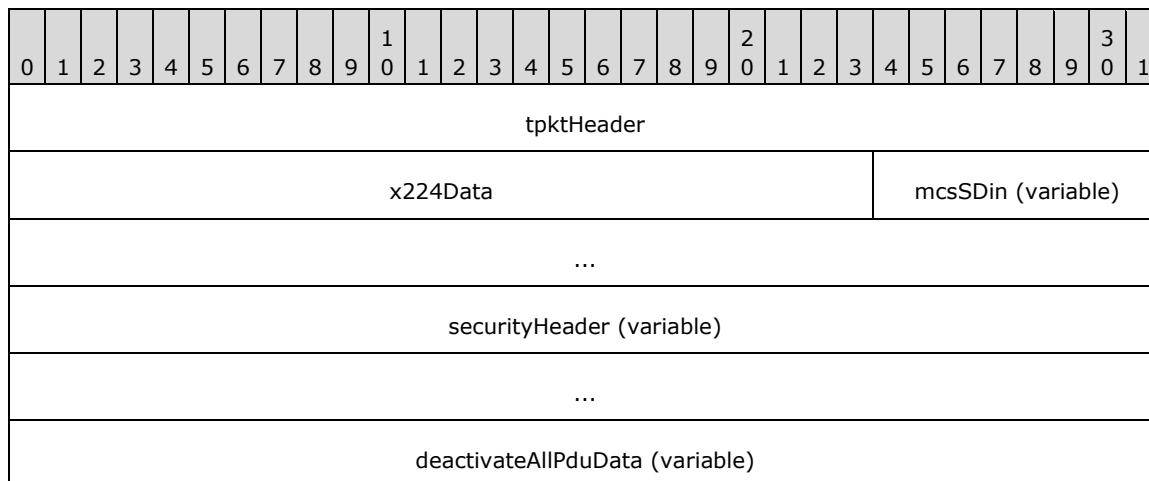 1 2 3
0 1 2 3 4 5 6 7 8 9 0 1 2 3 4 5 6 7 8 9 0 1 2 3 4 5 6 7 8 9 0 1
tpktHeader
x224Data mcsSDin (variable)
...
securityHeader (variable)
...
deactivateAllPduData (variable)